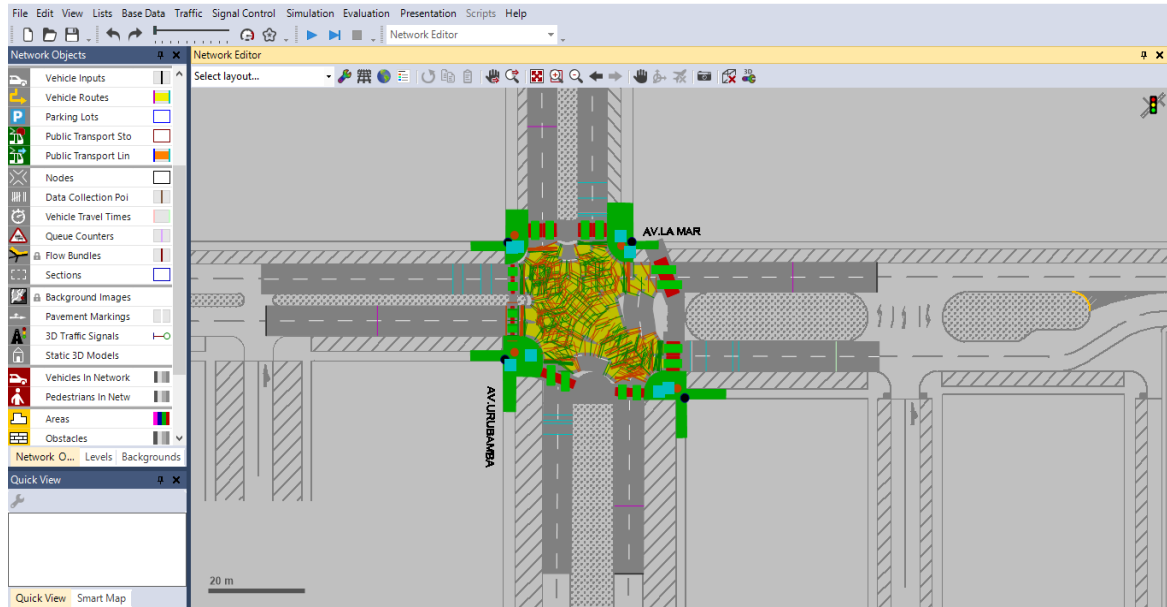 File Edit View Lists Base Data Traffic Signal Control Simulation Evaluation Presentation Scripts Help
Network Editor
Network Objects
Network Editor
Select layout...
3D
Vehicle Inputs
Vehicle Routes
P Parking Lots
Public Transport Sto
Public Transport Lin
Nodes
Data Collection Poi
Vehicle Travel Times
Queue Counters
Flow Bundles
Sections
Background Images
Pavement Markings
3D Traffic Signals
Static 3D Models
Vehicles In Network
Pedestrians In Netw
Areas
Obstacles
Network O... Levels Backgrounds
Quick View
Quick View Smart Map
AV.LA MAR
AV.URUBAMBA
20 m